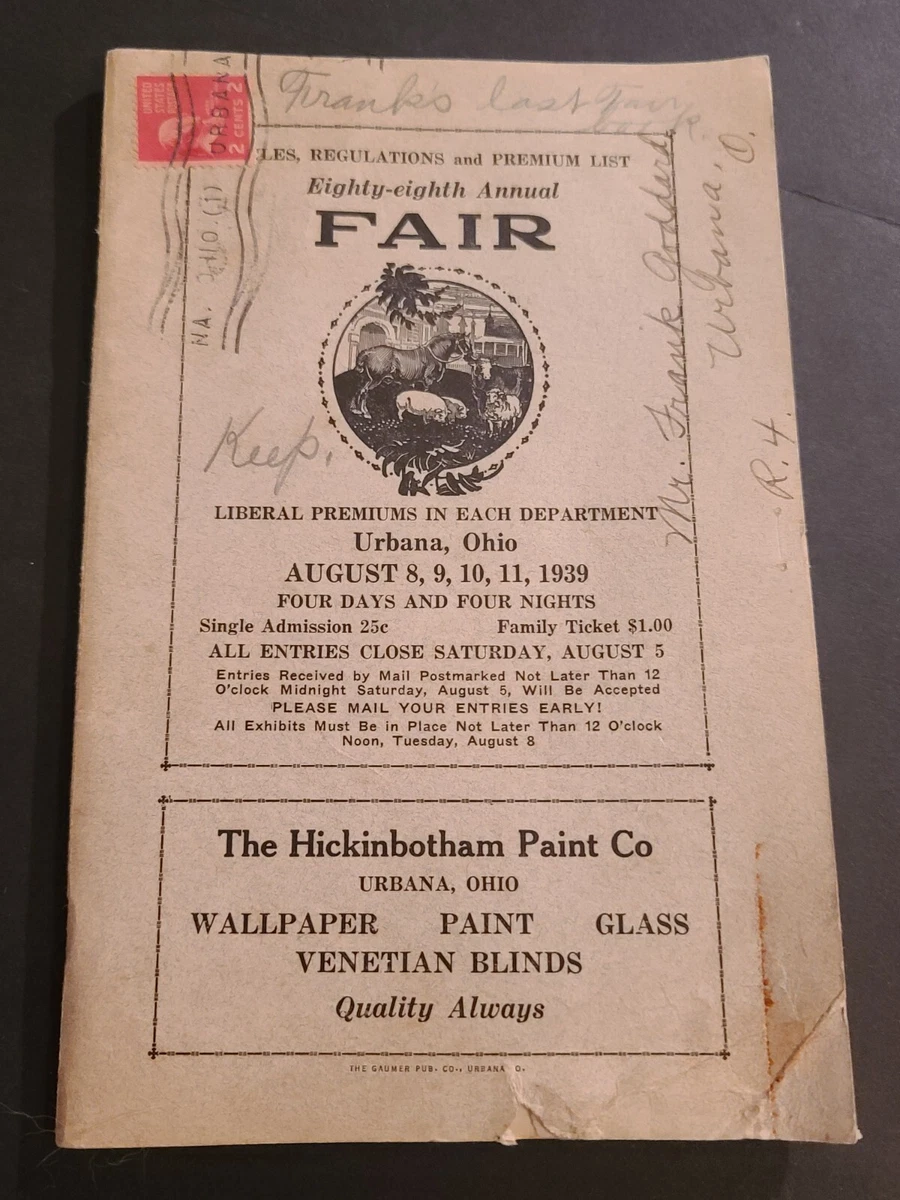 UNITED
STATES
2 CENTS 2
URBANA
Frank's last Fair
book.
LES, REGULATIONS and PREMIUM LIST
Eighty-eighth Annual
FAIR
Mr. Frank Goddard,
Urbana, O.
R. 4.
Keep.
LIBERAL PREMIUMS IN EACH DEPARTMENT
Urbana, Ohio
AUGUST 8, 9, 10, 11, 1939
FOUR DAYS AND FOUR NIGHTS
Single Admission 25c Family Ticket $1.00
ALL ENTRIES CLOSE SATURDAY, AUGUST 5
Entries Received by Mail Postmarked Not Later Than 12
O'clock Midnight Saturday, August 5, Will Be Accepted
PLEASE MAIL YOUR ENTRIES EARLY!
All Exhibits Must Be in Place Not Later Than 12 O'clock
Noon, Tuesday, August 8
The Hickinbotham Paint Co
URBANA, OHIO
WALLPAPER PAINT GLASS
VENETIAN BLINDS
Quality Always
THE GAUMER PUB. CO., URBANA O.